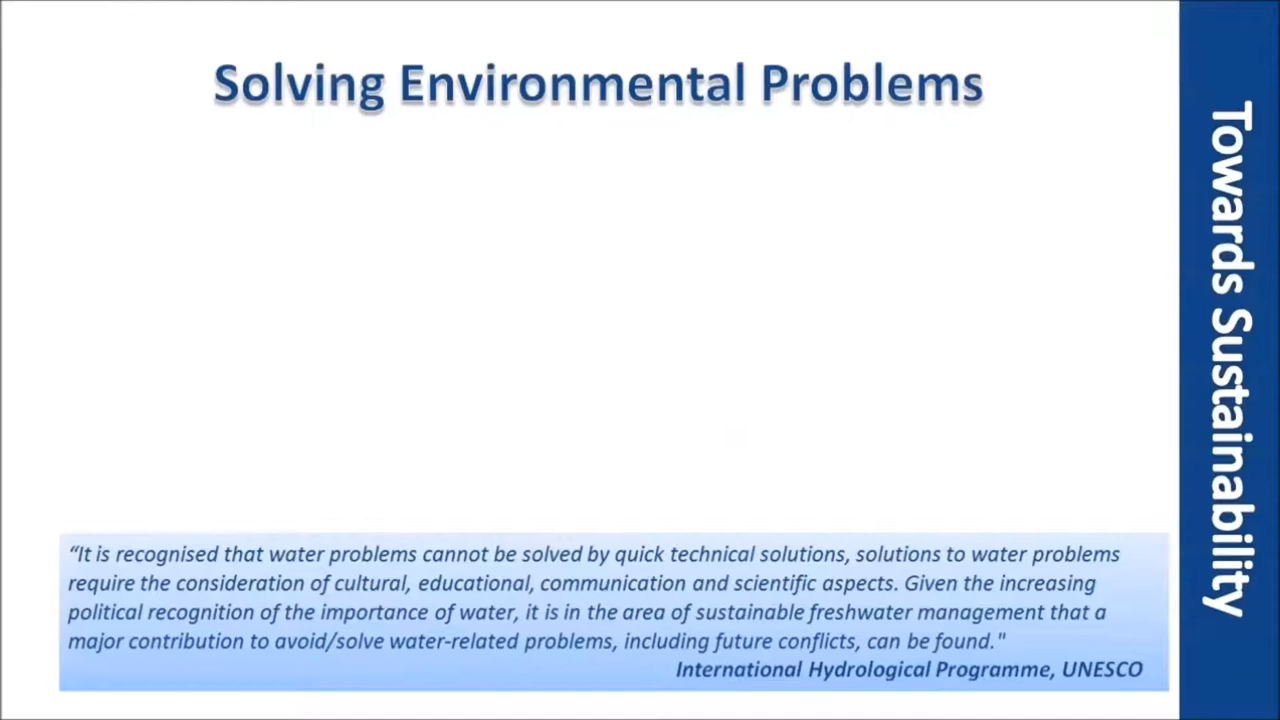 Solving Environmental Problems
“It is recognised that water problems cannot be solved by quick technical solutions, solutions to water problems
require the consideration of cultural, educational, communication and scientific aspects. Given the increasing
political recognition of the importance of water, it is in the area of sustainable freshwater management that a
major contribution to avoid/solve water-related problems, including future conflicts, can be found."
International Hydrological Programme, UNESCO
Towards Sustainability